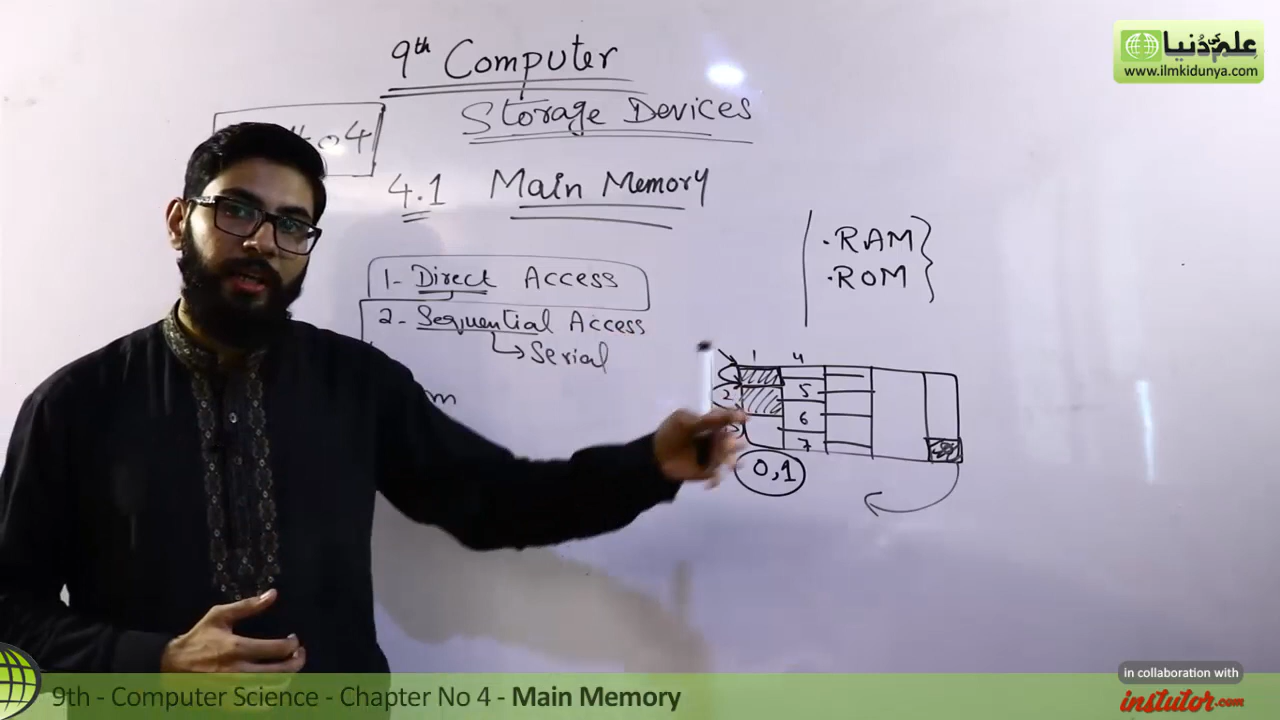 علم کی دُنیا
www.ilmkidunya.com
9th Computer
Storage Devices
4
4.1 Main Memory
1- Direct Access
2- Sequential Access
Serial
• RAM
• ROM
1 4
2 5
6
7
0,1
9th - Computer Science - Chapter No 4 - Main Memory
in collaboration with
instutor.com